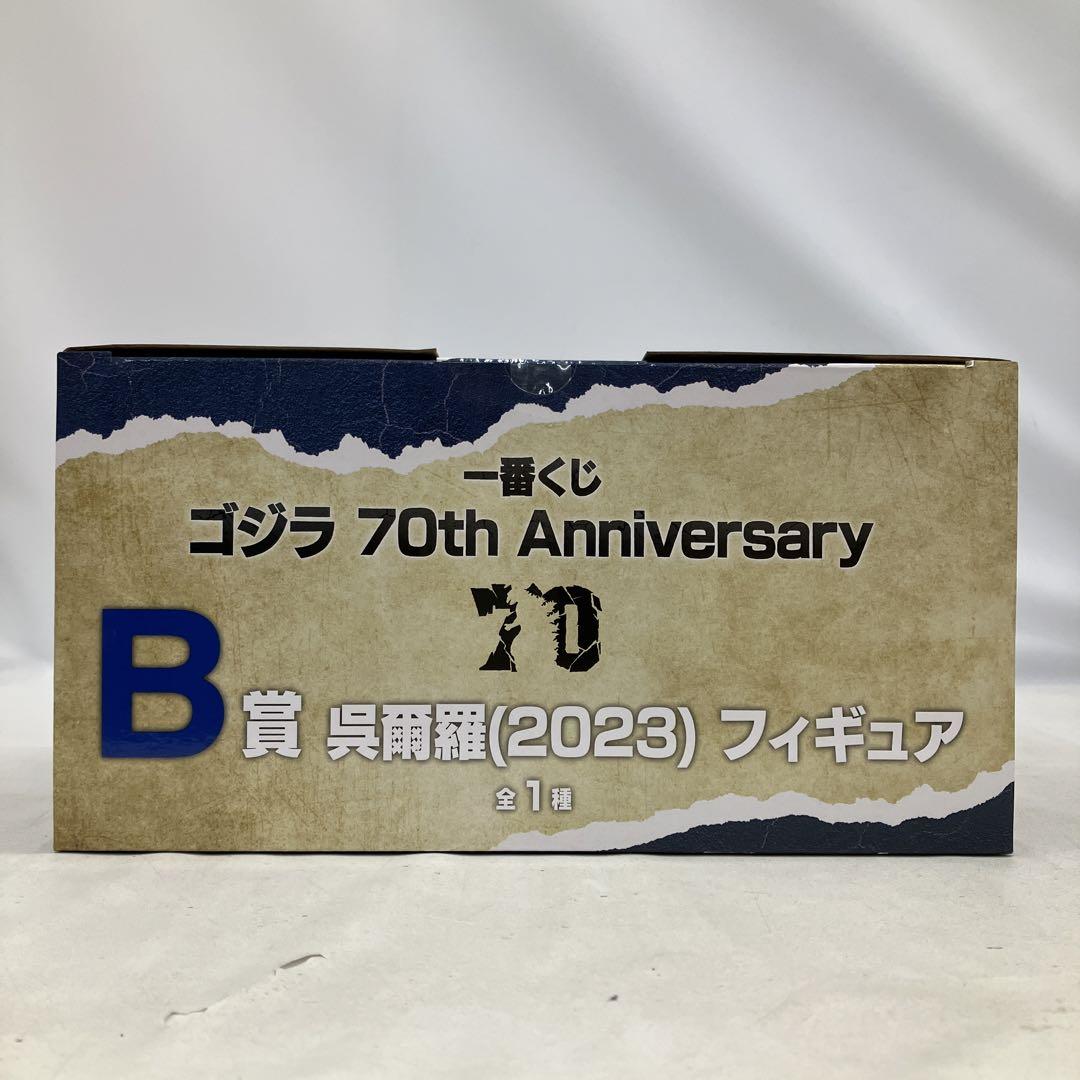 一番くじ
ゴジラ 70th Anniversary
70
B賞 呉爾羅(2023) フィギュア
全1種